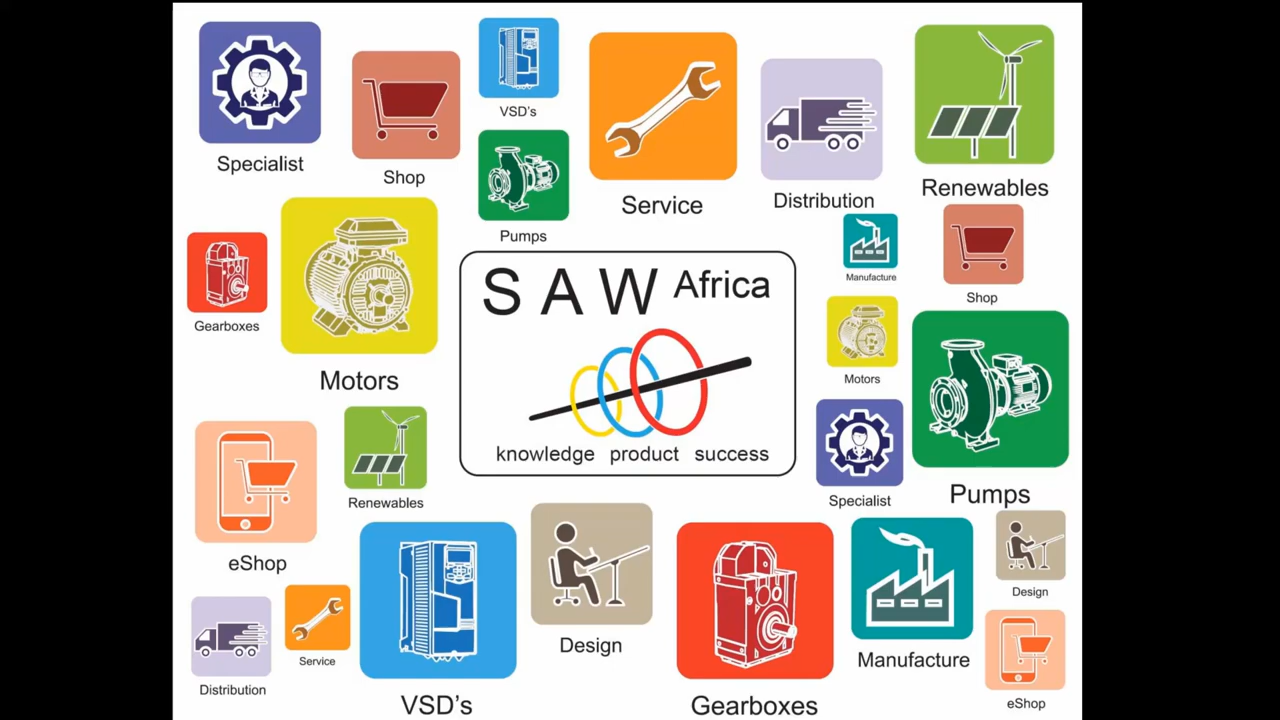 Specialist
Shop
VSD's
Pumps
Service
Distribution
Renewables
Gearboxes
Motors
S A W Africa
knowledge product success
Manufacture
Shop
Motors
Specialist
Pumps
eShop
Renewables
Distribution
Service
VSD's
Design
Gearboxes
Manufacture
Design
eShop